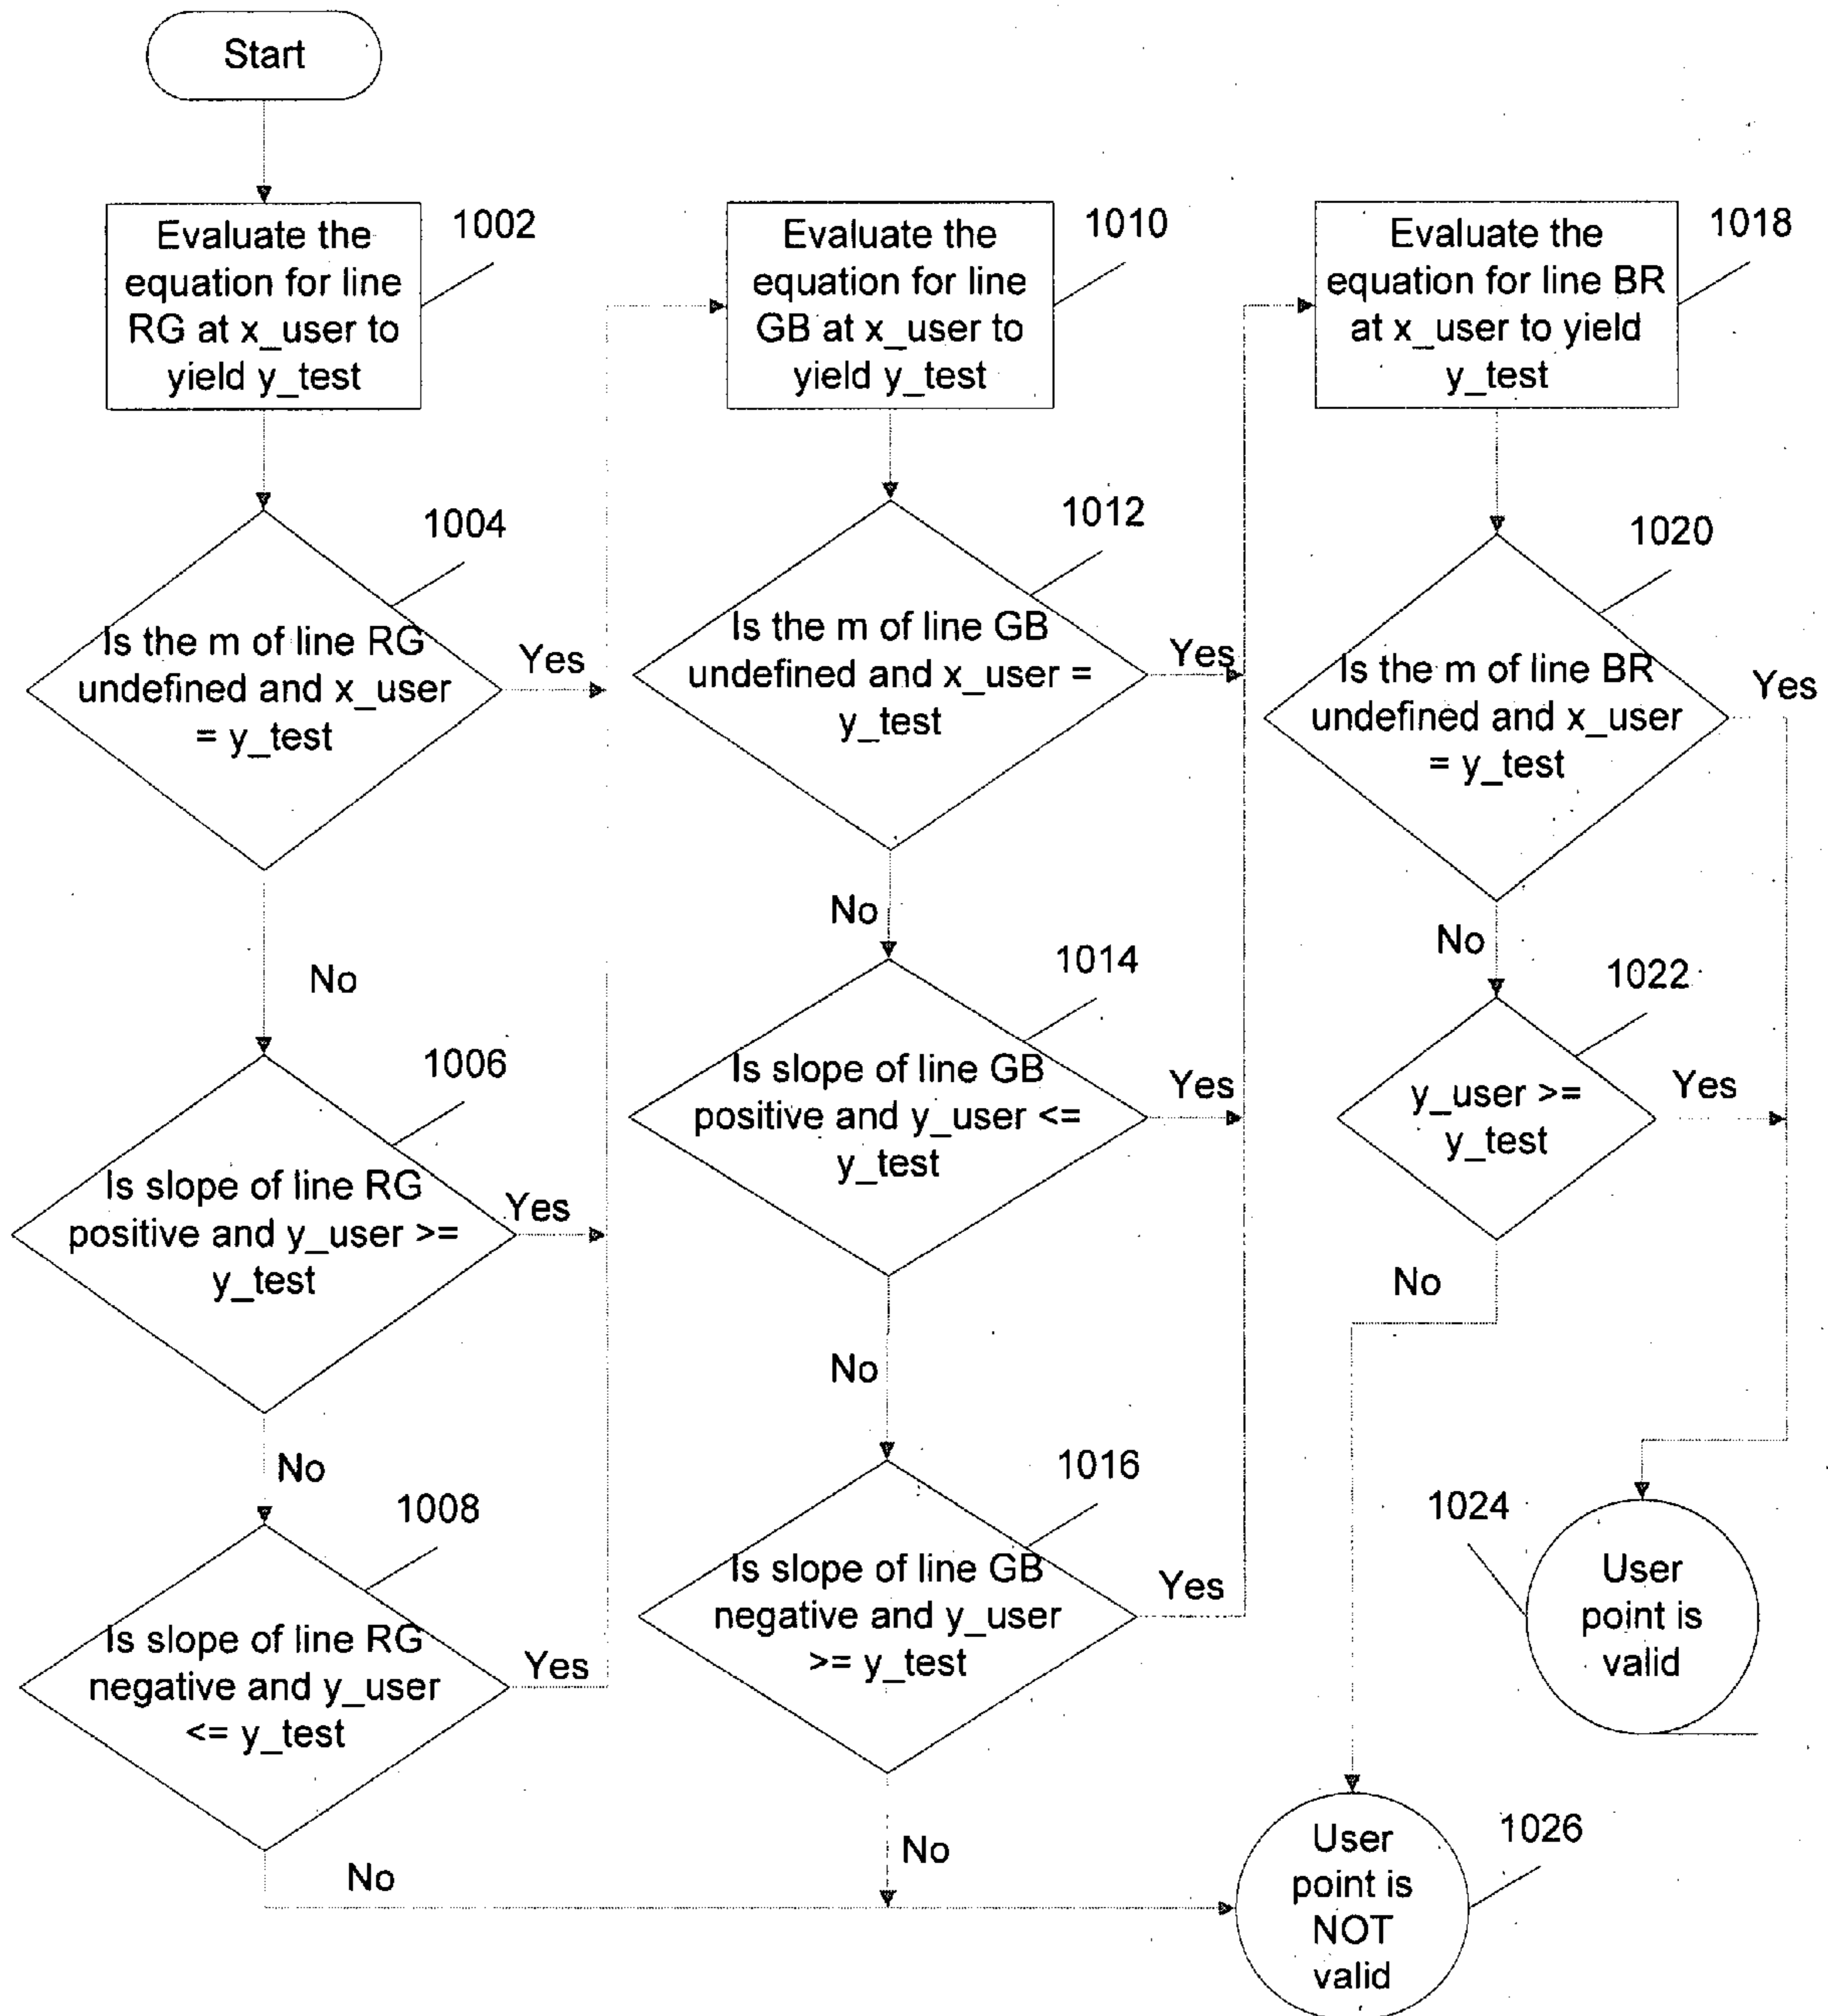 Start
Evaluate the
equation for line
RG at x_user to
yield y_test
1002
Is the m of line RG
undefined and x_user
= y_test
1004
Yes
No
Is slope of line RG
positive and y_user >=
y_test
1006
Yes
No
Is slope of line RG
negative and y_user
<= y_test
1008
Yes
No
Evaluate the
equation for line
GB at x_user to
yield y_test
1010
Is the m of line GB
undefined and x_user =
y_test
1012
Yes
No
Is slope of line GB
positive and y_user <=
y_test
1014
Yes
No
Is slope of line GB
negative and y_user
>= y_test
1016
Yes
No
Evaluate the
equation for line BR
at x_user to yield
y_test
1018
Is the m of line BR
undefined and x_user
= y_test
1020
Yes
No
y_user >=
y_test
1022
Yes
No
User
point is
valid
1024
User
point is
NOT
valid
1026